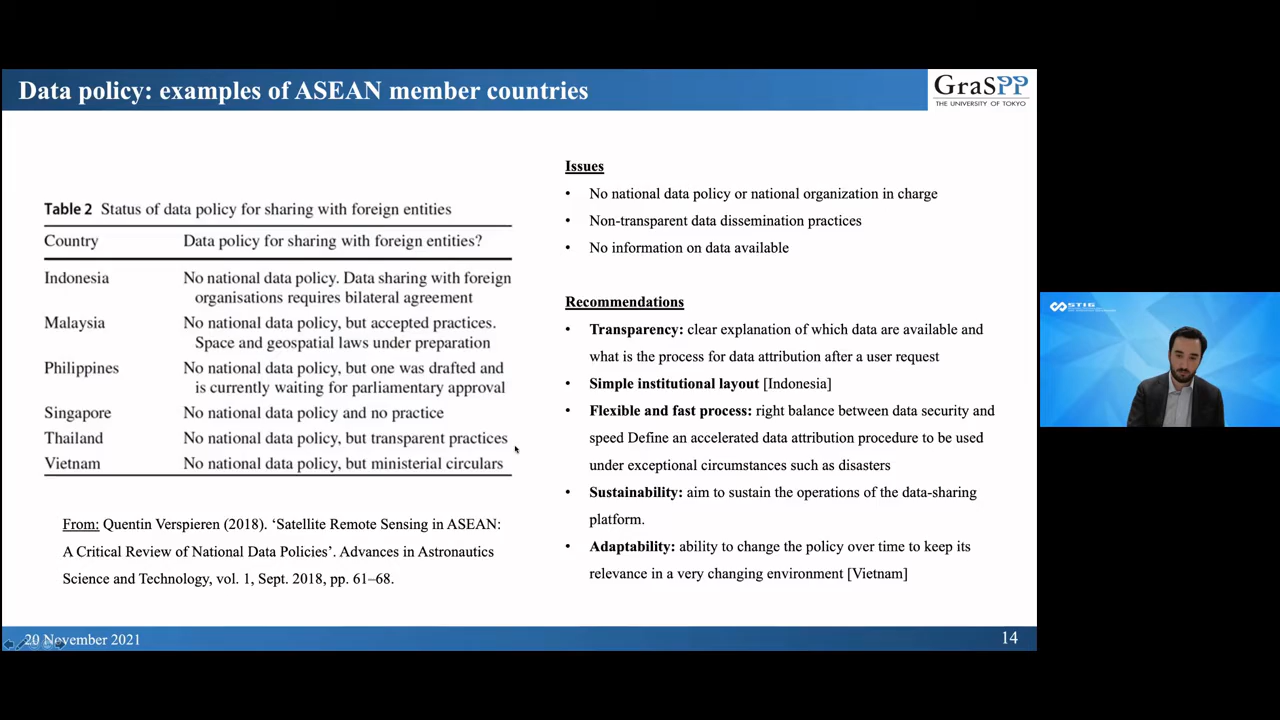 Data policy: examples of ASEAN member countries
GraSPP
THE UNIVERSITY OF TOKYO
Table 2 Status of data policy for sharing with foreign entities
Country Data policy for sharing with foreign entities?
Indonesia No national data policy. Data sharing with foreign
organisations requires bilateral agreement
Malaysia No national data policy, but accepted practices.
Space and geospatial laws under preparation
Philippines No national data policy, but one was drafted and
is currently waiting for parliamentary approval
Singapore No national data policy and no practice
Thailand No national data policy, but transparent practices
Vietnam No national data policy, but ministerial circulars
From: Quentin Verspieren (2018). ‘Satellite Remote Sensing in ASEAN:
A Critical Review of National Data Policies’. Advances in Astronautics
Science and Technology, vol. 1, Sept. 2018, pp. 61–68.
Issues
• No national data policy or national organization in charge
• Non-transparent data dissemination practices
• No information on data available
Recommendations
• Transparency: clear explanation of which data are available and
what is the process for data attribution after a user request
• Simple institutional layout [Indonesia]
• Flexible and fast process: right balance between data security and
speed Define an accelerated data attribution procedure to be used
under exceptional circumstances such as disasters
• Sustainability: aim to sustain the operations of the data-sharing
platform.
• Adaptability: ability to change the policy over time to keep its
relevance in a very changing environment [Vietnam]
STIG
20 November 2021
14